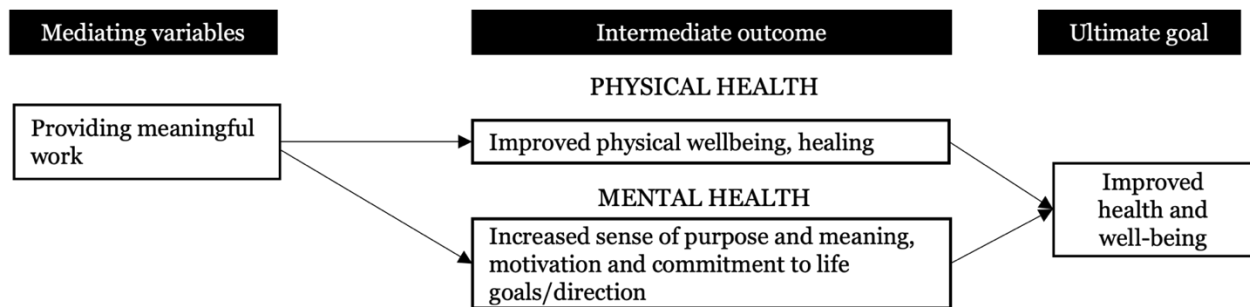 Mediating variables
Intermediate outcome
Ultimate goal
PHYSICAL HEALTH
Providing meaningful
work
Improved physical wellbeing, healing
MENTAL HEALTH
Increased sense of purpose and meaning,
motivation and commitment to life
goals/direction
Improved
health and
well-being